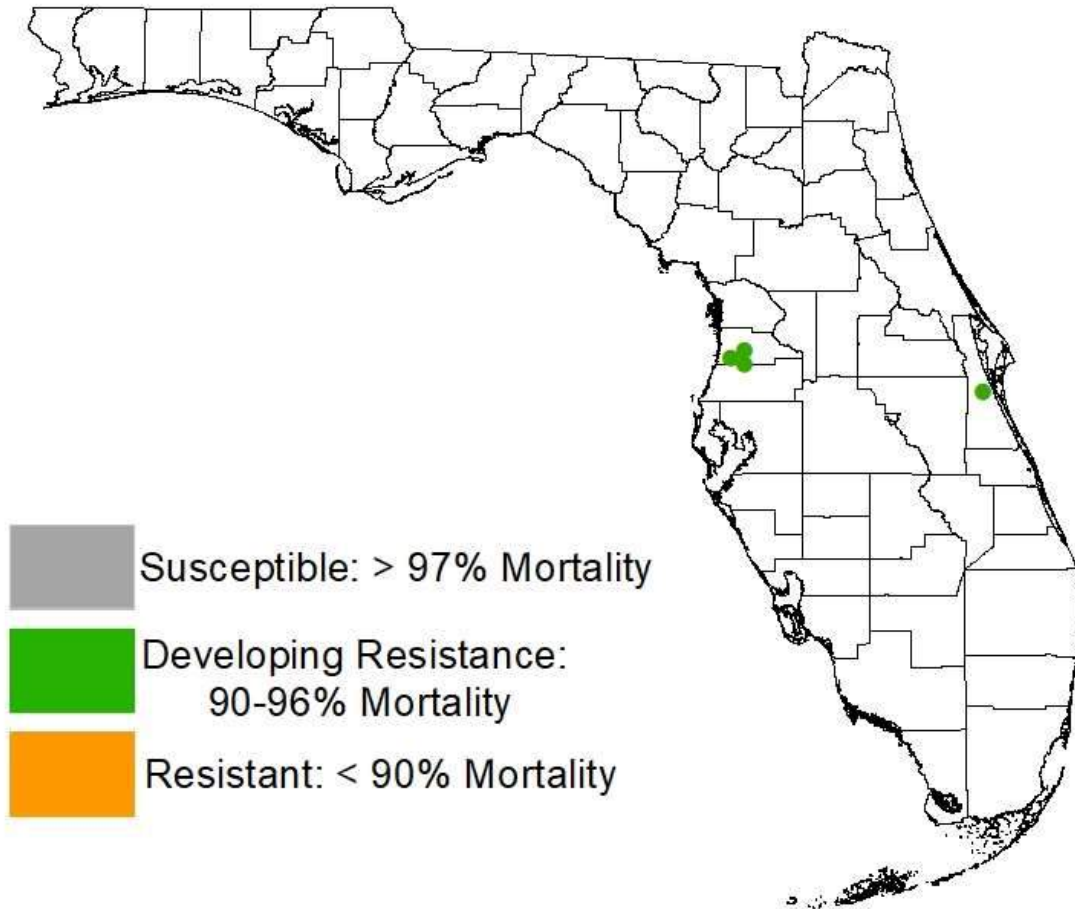 Susceptible: > 97% Mortality
Developing Resistance:
90-96% Mortality
Resistant: < 90% Mortality